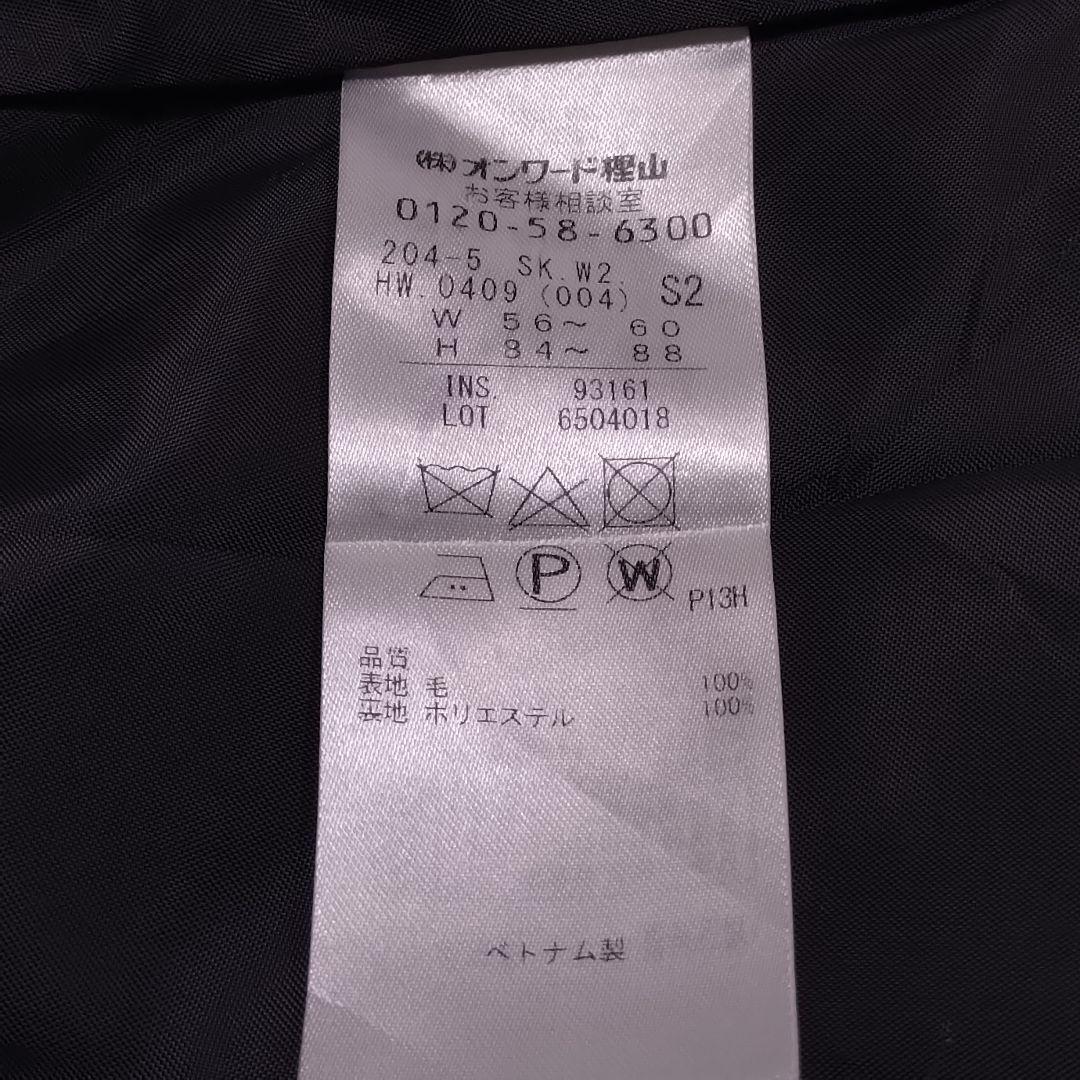 (株)オンワード樫山
お客様相談室
0120-58-6300
204-5 SK.W2.
HW.0409 (004) S2
W 56～ 60
H 84～ 88
INS. 93161
LOT 6504018
P W P13H
品質
表地 毛 100%
裏地 ポリエステル 100%
ベトナム製